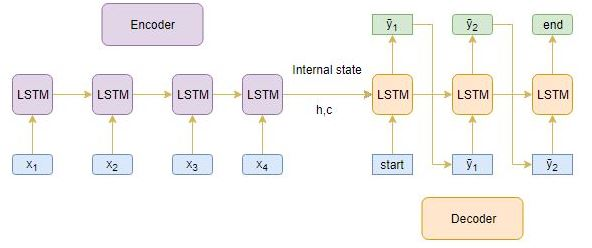 Encoder
ȳ₁
ȳ₂
end
Internal state
LSTM
LSTM
LSTM
LSTM
LSTM
LSTM
LSTM
h,c
x₁
x₂
x₃
x₄
start
ȳ₁
ȳ₂
Decoder